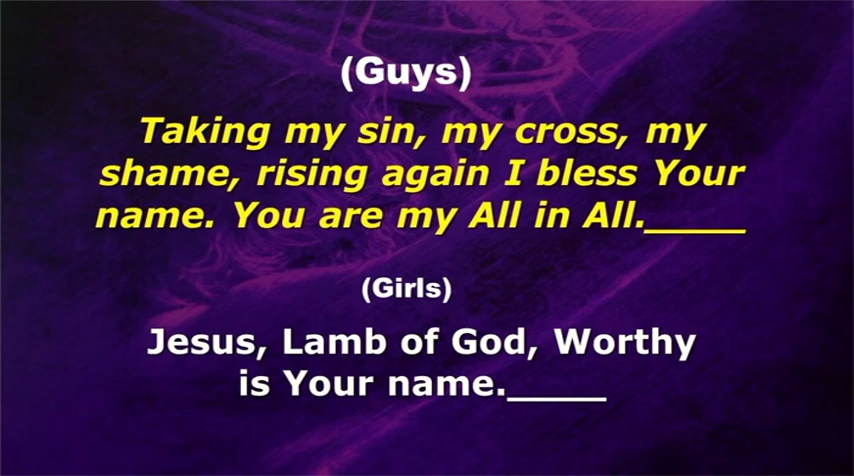 (Guys)
Taking my sin, my cross, my
shame, rising again I bless Your
name. You are my All in All.____
(Girls)
Jesus, Lamb of God, Worthy
is Your name.____